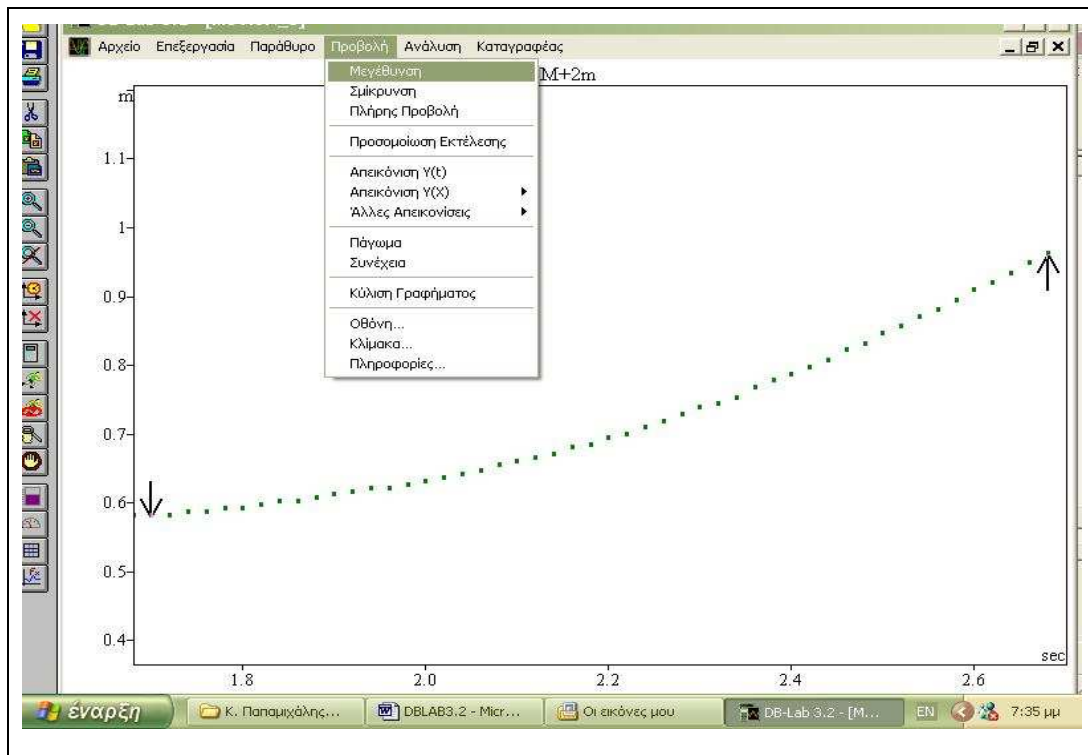 Αρχείο Επεξεργασία Παράθυρο Προβολή Ανάλυση Καταγραφέας
M+2m
Μεγέθυνση
Σμίκρυνση
Πλήρης Προβολή
Προσομοίωση Εκτέλεσης
Απεικόνιση Y(t)
Απεικόνιση Y(X)
Άλλες Απεικονίσεις
Πάγωμα
Συνέχεια
Κύλιση Γραφήματος
Οθόνη...
Κλίμακα...
Πληροφορίες...
m
1.1
1
0.9
0.8
0.7
0.6
0.5
0.4
sec
1.8 2.0 2.2 2.4 2.6
έναρξη Κ. Παπαμιχάλης... DBLAB3.2 - Micr... Οι εικόνες μου DB-Lab 3.2 - [M... EN 7:35 μμ